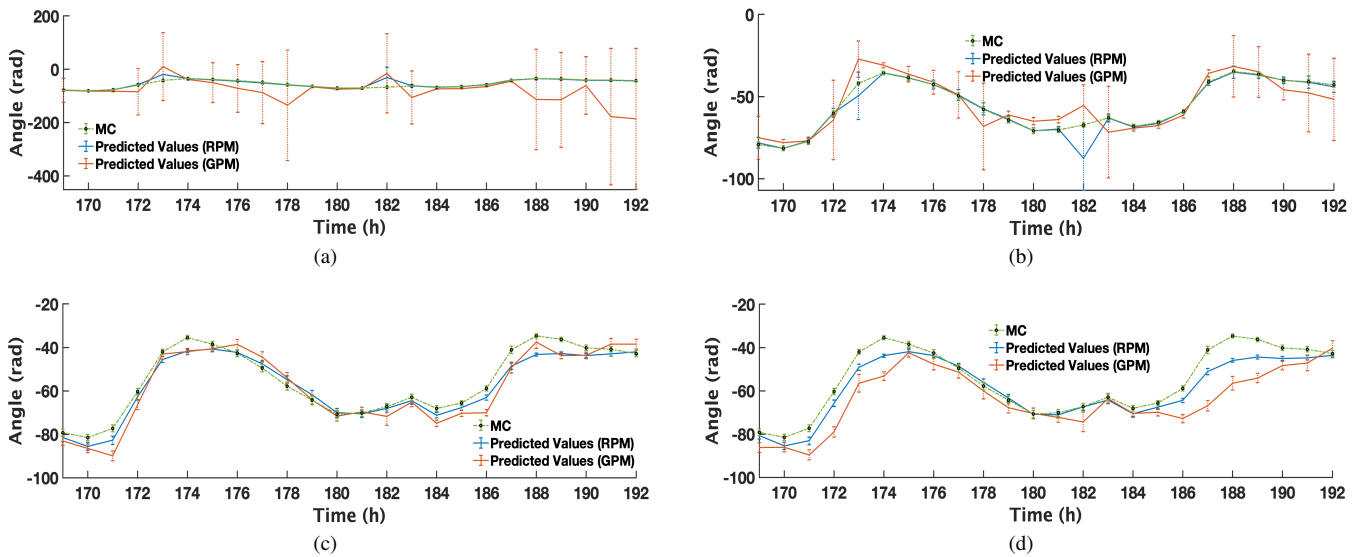 200
0
-200
-400
Angle (rad)
MC
Predicted Values (RPM)
Predicted Values (GPM)
170 172 174 176 178 180 182 184 186 188 190 192
Time (h)
(a)
0
-50
-100
Angle (rad)
MC
Predicted Values (RPM)
Predicted Values (GPM)
170 172 174 176 178 180 182 184 186 188 190 192
Time (h)
(b)
-20
-40
-60
-80
-100
Angle (rad)
MC
Predicted Values (RPM)
Predicted Values (GPM)
170 172 174 176 178 180 182 184 186 188 190 192
Time (h)
(c)
-20
-40
-60
-80
-100
Angle (rad)
MC
Predicted Values (RPM)
Predicted Values (GPM)
170 172 174 176 178 180 182 184 186 188 190 192
Time (h)
(d)